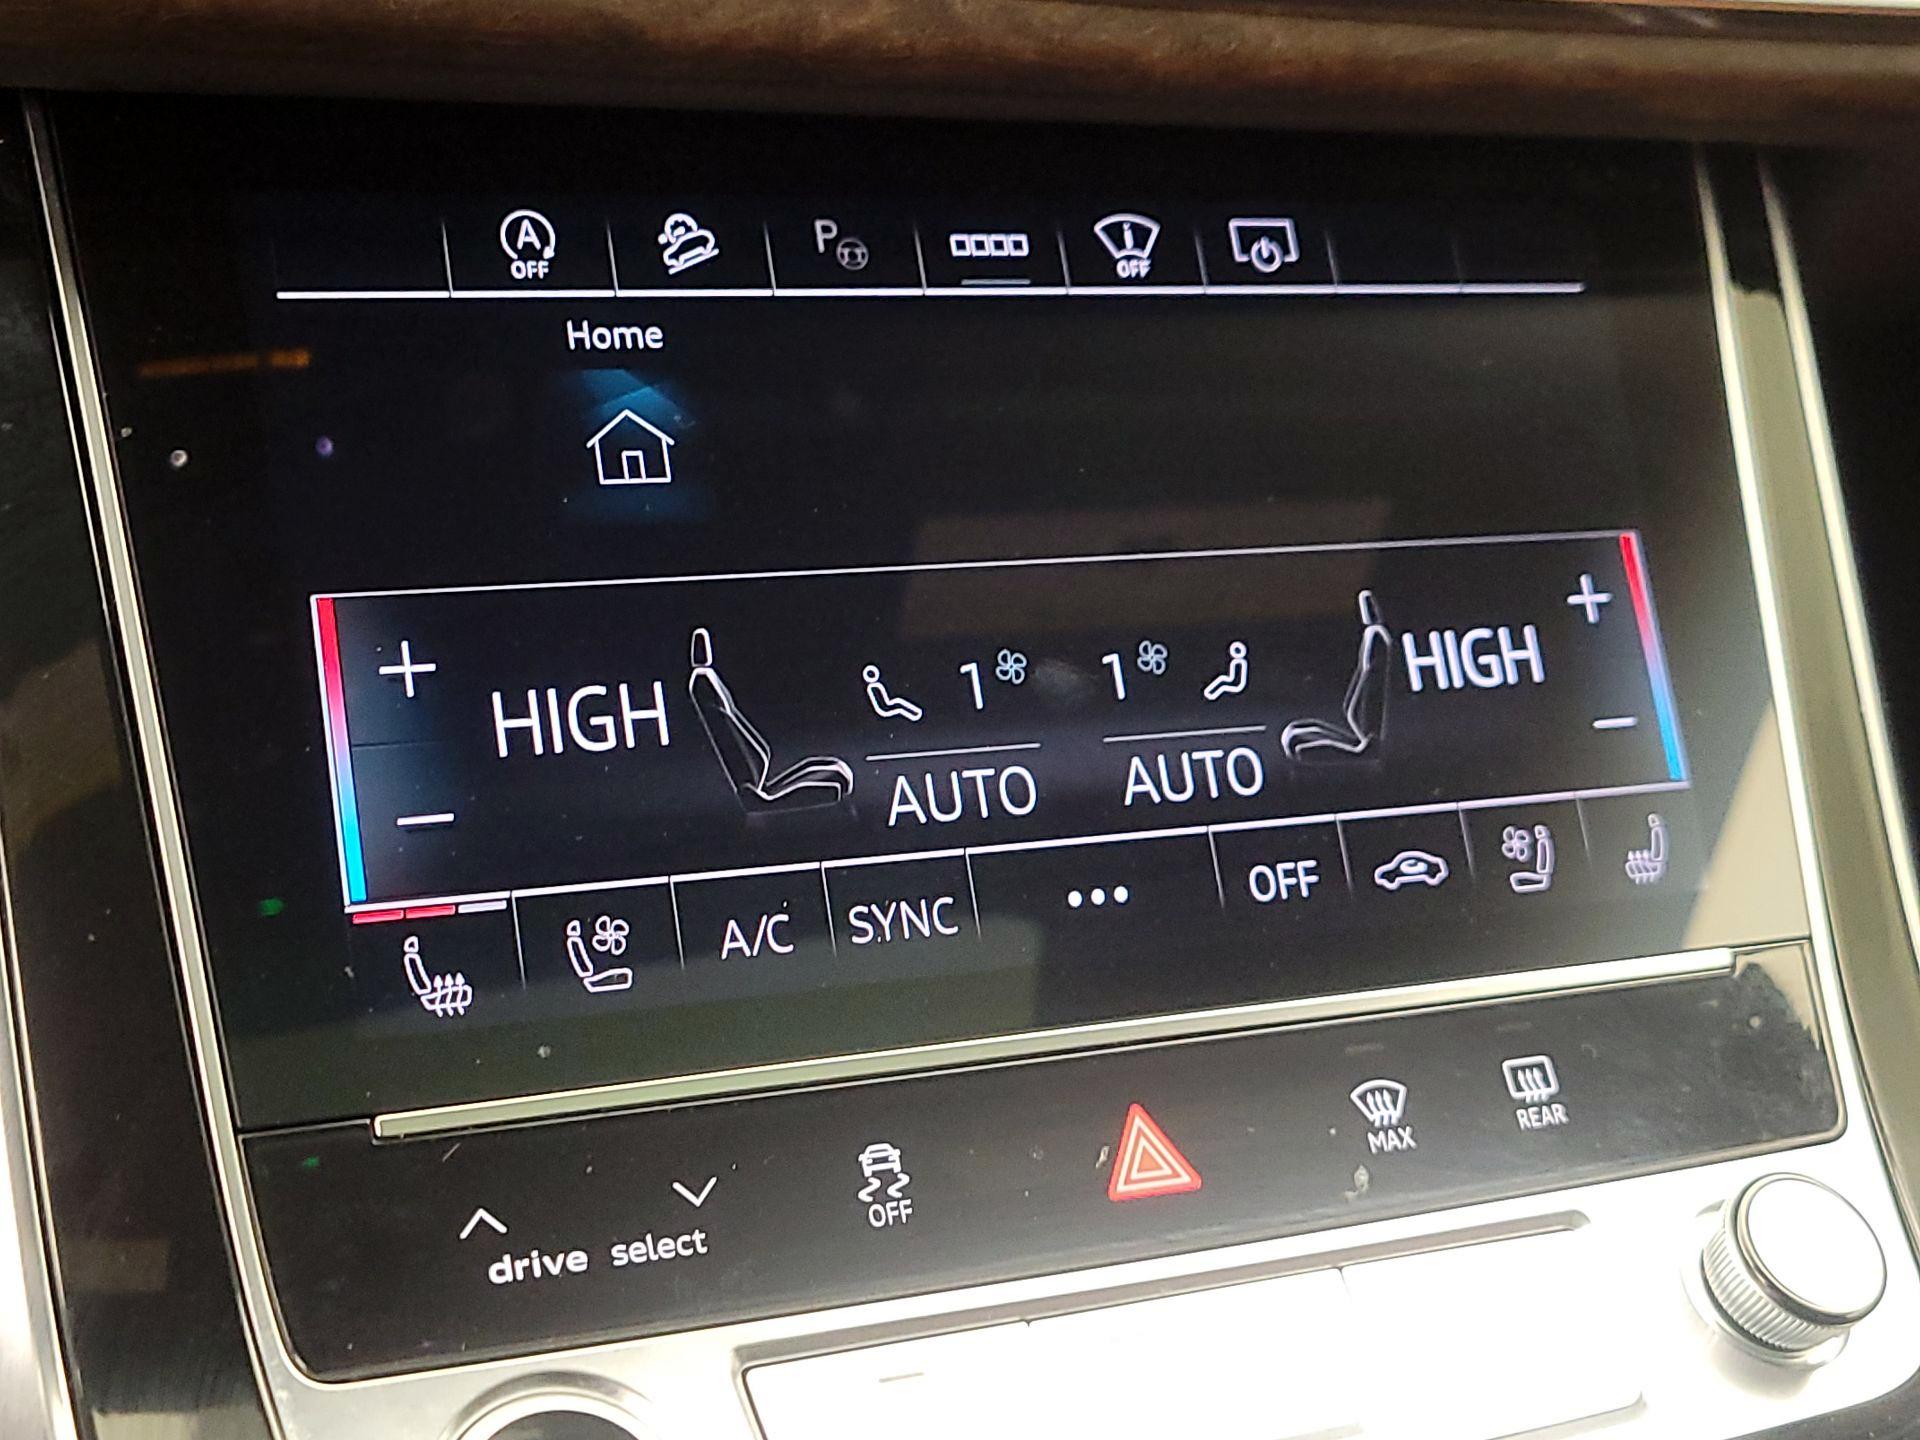 A
OFF
P
i
OFF
Home
+ HIGH 1 1 HIGH +
AUTO AUTO
A/C SYNC ... OFF
MAX
REAR
OFF
drive select